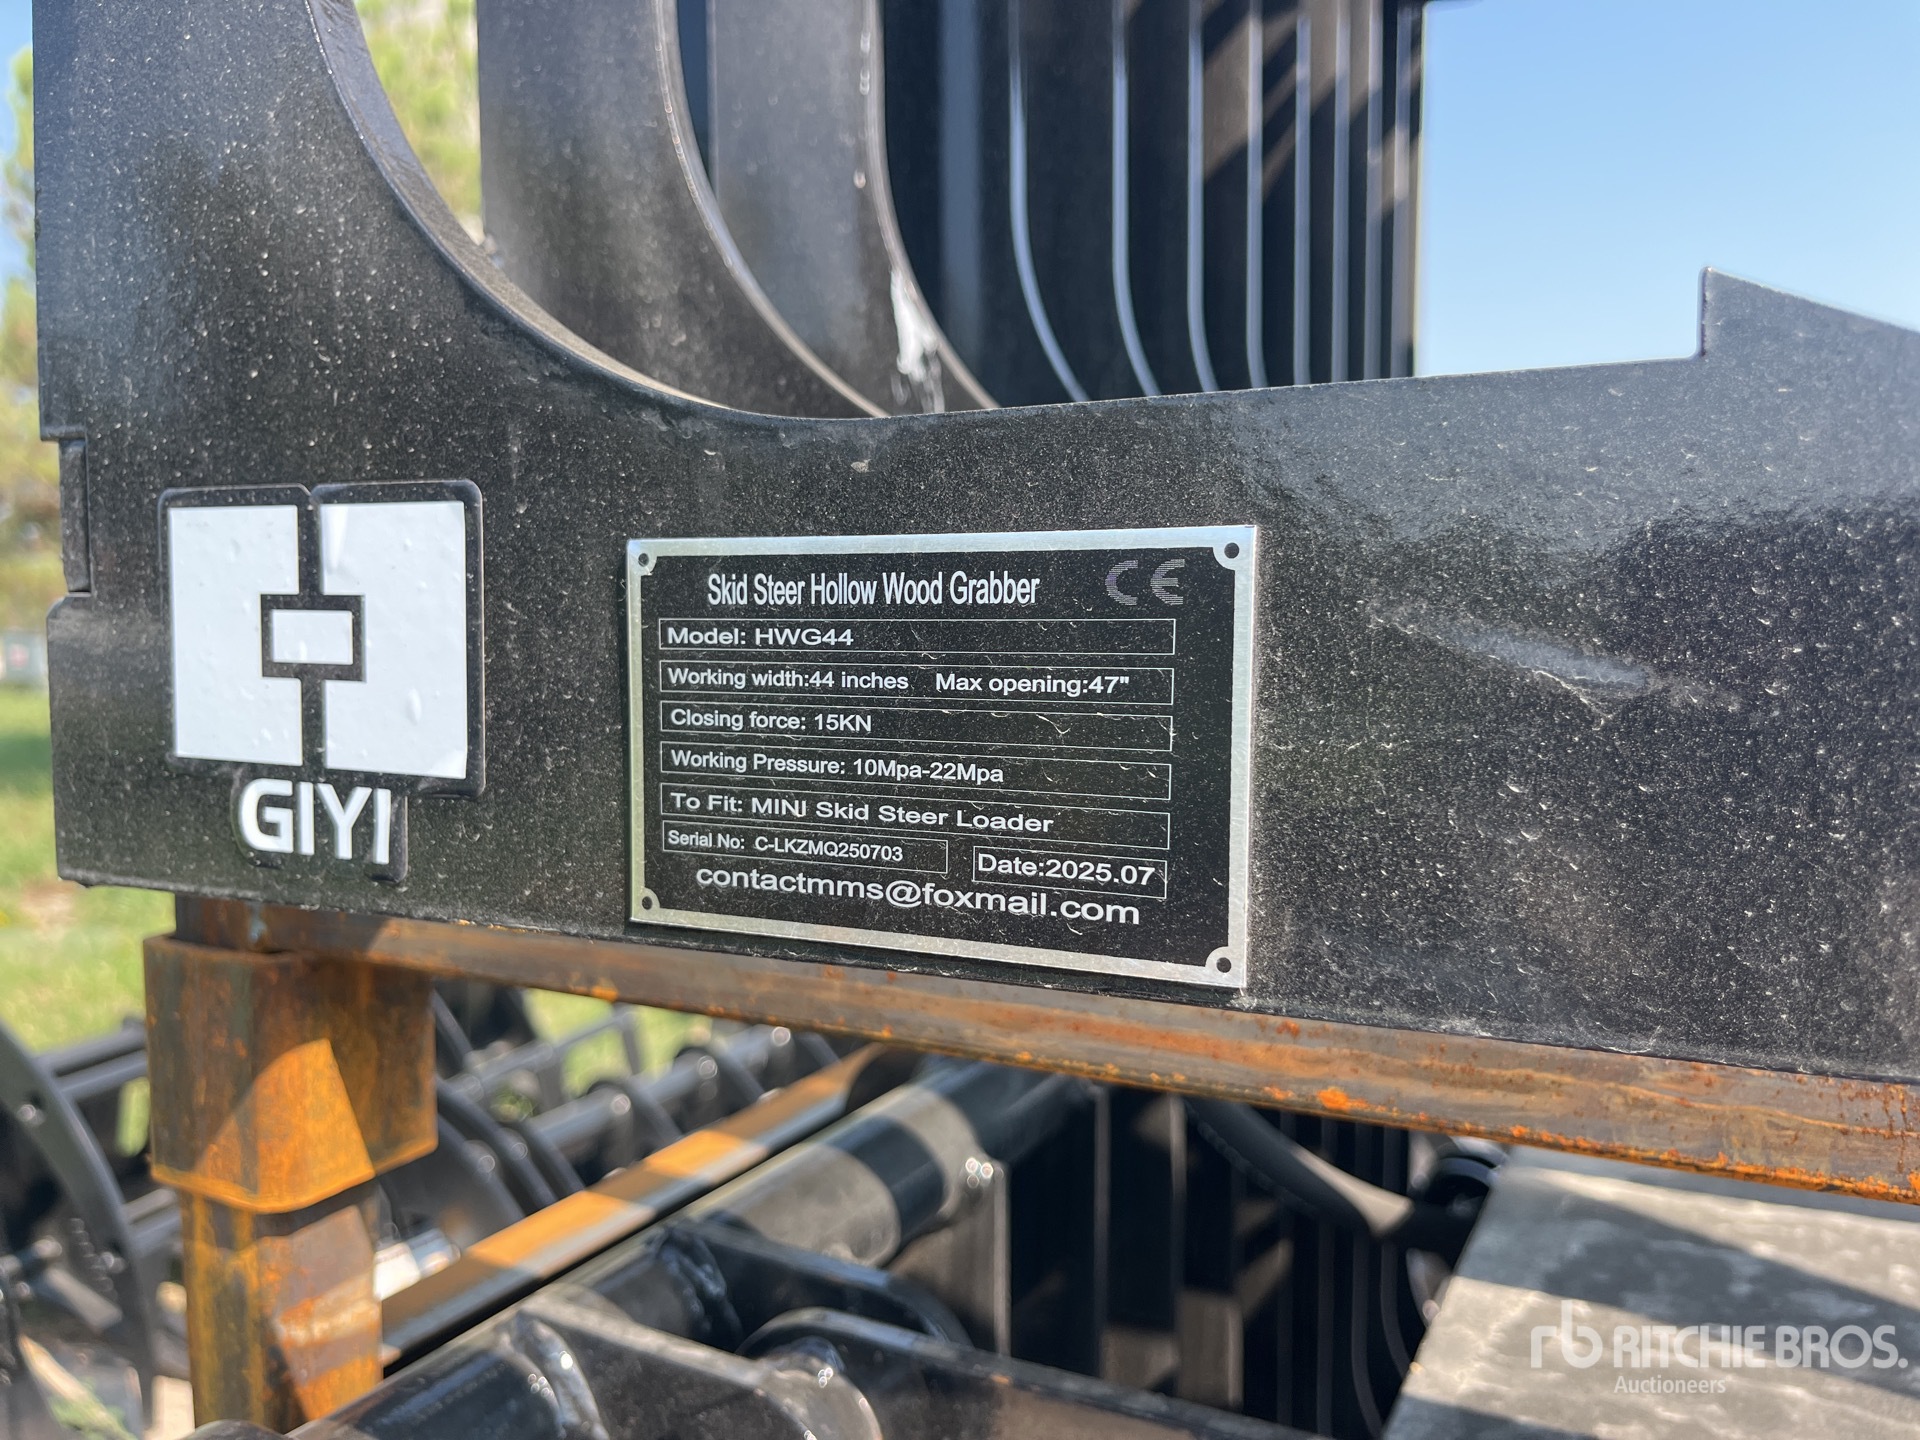 Skid Steer Hollow Wood Grabber CE
Model: HWG44
Working width:44 inches Max opening:47"
Closing force: 15KN
Working Pressure: 10Mpa-22Mpa
To Fit: MINI Skid Steer Loader
Serial No: C-LKZMQ250703 Date:2025.07
contactmms@foxmail.com
GIYI
rb RITCHIE BROS.
Auctioneers